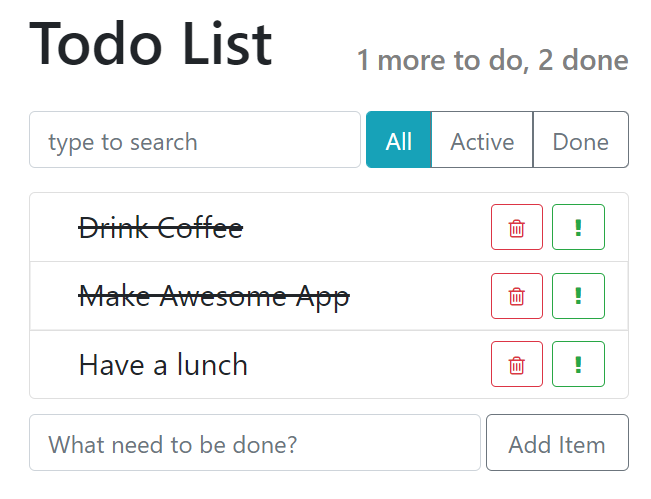 Todo List
1 more to do, 2 done
type to search
All Active Done
Drink Coffee
!
Make Awesome App
!
Have a lunch
!
What need to be done?
Add Item